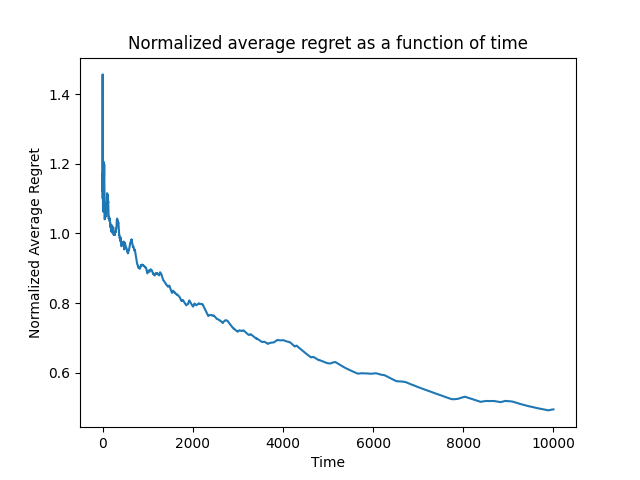 Normalized average regret as a function of time
1.4
1.2
1.0
0.8
0.6
Normalized Average Regret
0 2000 4000 6000 8000 10000
Time